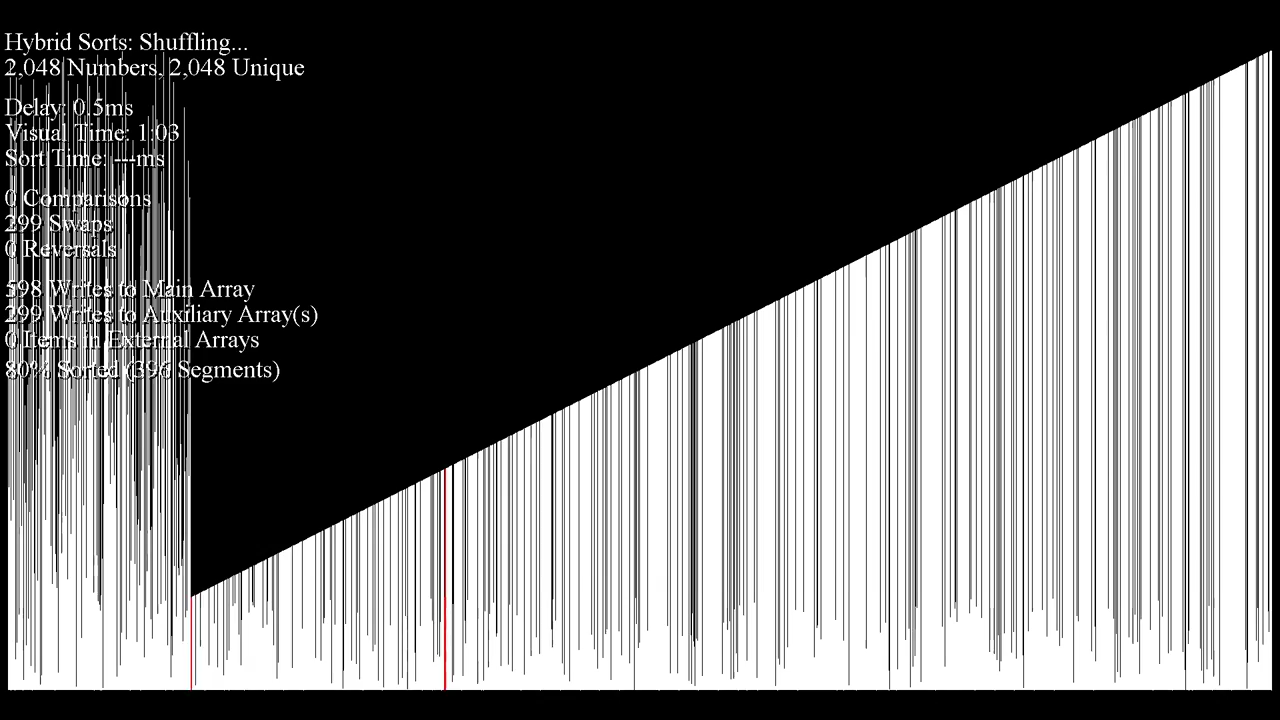 Hybrid Sorts: Shuffling...
2,048 Numbers, 2,048 Unique
Delay: 0.5ms
Visual Time: 1:03
Sort Time: ---ms
0 Comparisons
299 Swaps
0 Reversals
598 Writes to Main Array
299 Writes to Auxiliary Array(s)
0 Items in External Arrays
80% Sorted (396 Segments)